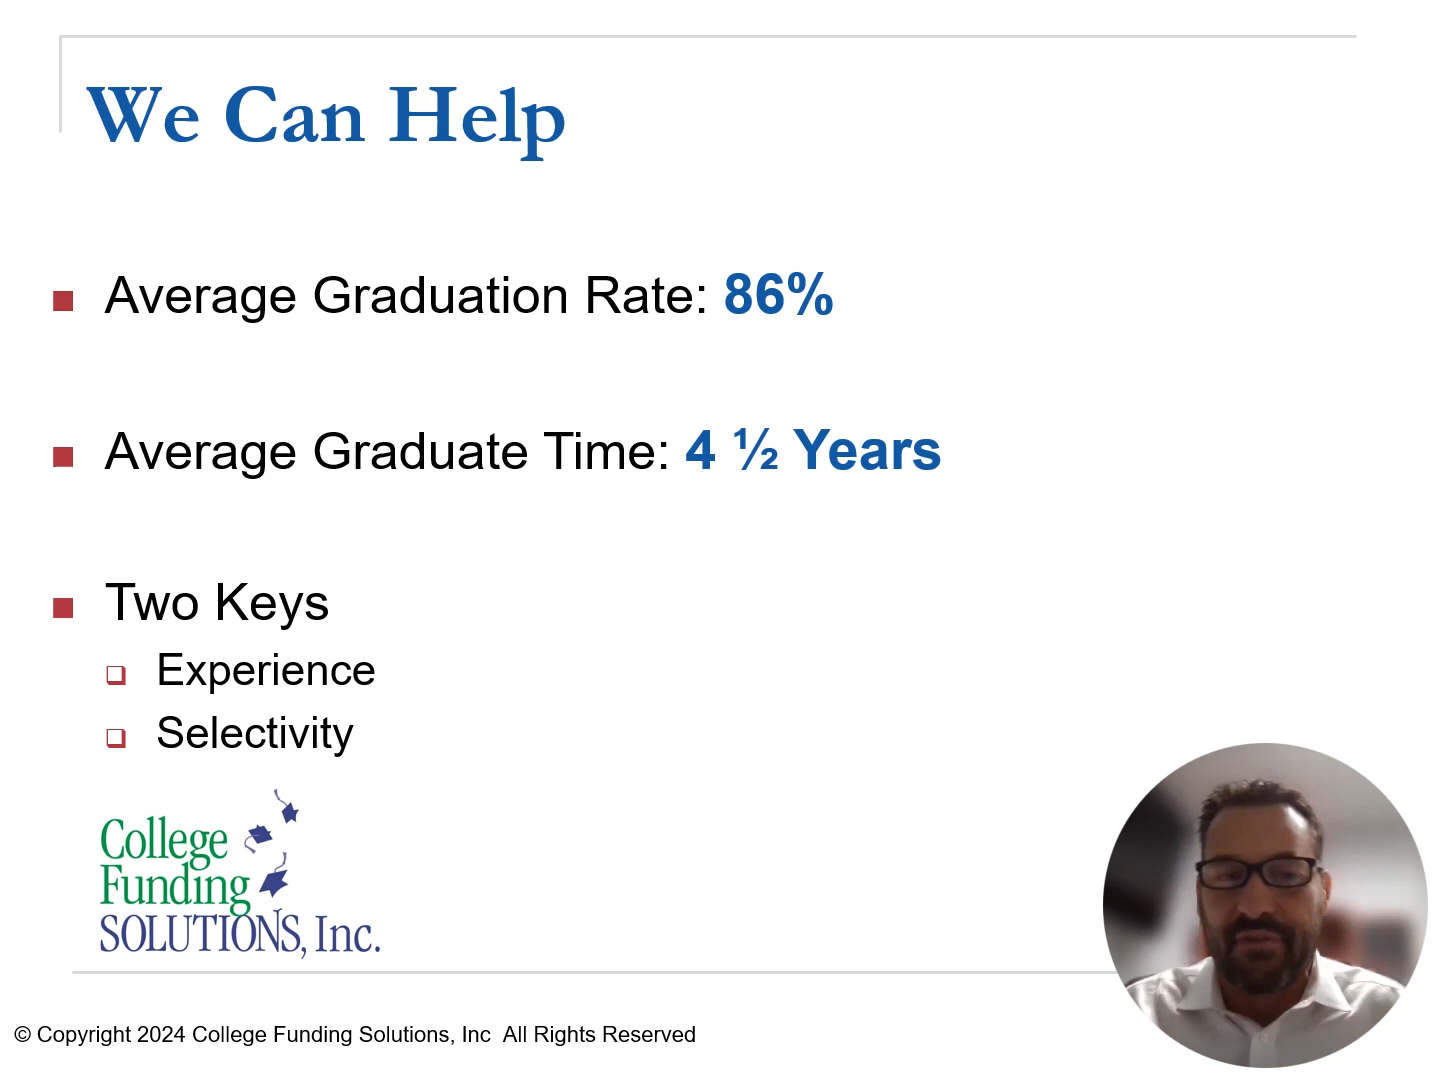 We Can Help
Average Graduation Rate: 86%
Average Graduate Time: 4 ½ Years
Two Keys
Experience
Selectivity
College
Funding
SOLUTIONS, Inc.
© Copyright 2024 College Funding Solutions, Inc  All Rights Reserved